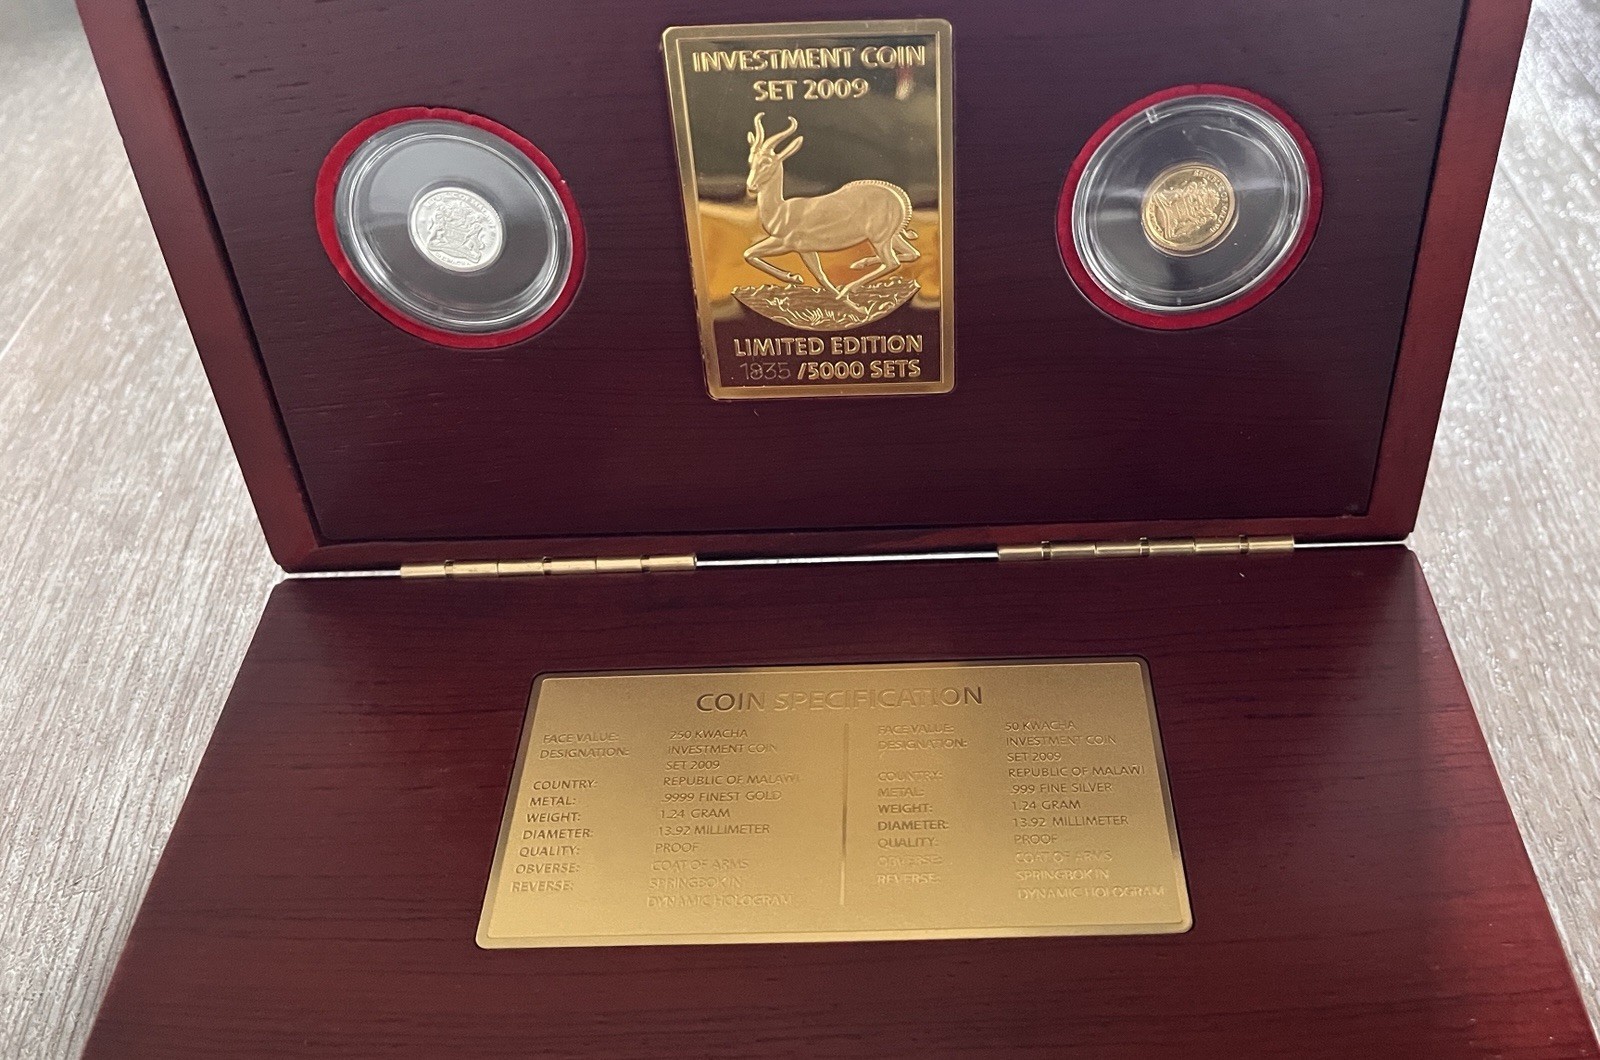 INVESTMENT COIN
SET 2009
LIMITED EDITION
1835 /5000 SETS
REPUBLIC OF MALAWI
COIN SPECIFICATION
FACE VALUE: 250 KWACHA
DESIGNATION: INVESTMENT COIN
SET 2009
COUNTRY: REPUBLIC OF MALAWI
METAL: .9999 FINEST GOLD
WEIGHT: 1.24 GRAM
DIAMETER: 13.92 MILLIMETER
QUALITY: PROOF
OBVERSE: COAT OF ARMS
REVERSE: SPRINGBOK IN
DYNAMIC HOLOGRAM
FACE VALUE: 50 KWACHA
DESIGNATION: INVESTMENT COIN
SET 2009
COUNTRY: REPUBLIC OF MALAWI
METAL: .999 FINE SILVER
WEIGHT: 1.24 GRAM
DIAMETER: 13.92 MILLIMETER
QUALITY: PROOF
OBVERSE: COAT OF ARMS
REVERSE: SPRINGBOK IN
DYNAMIC HOLOGRAM